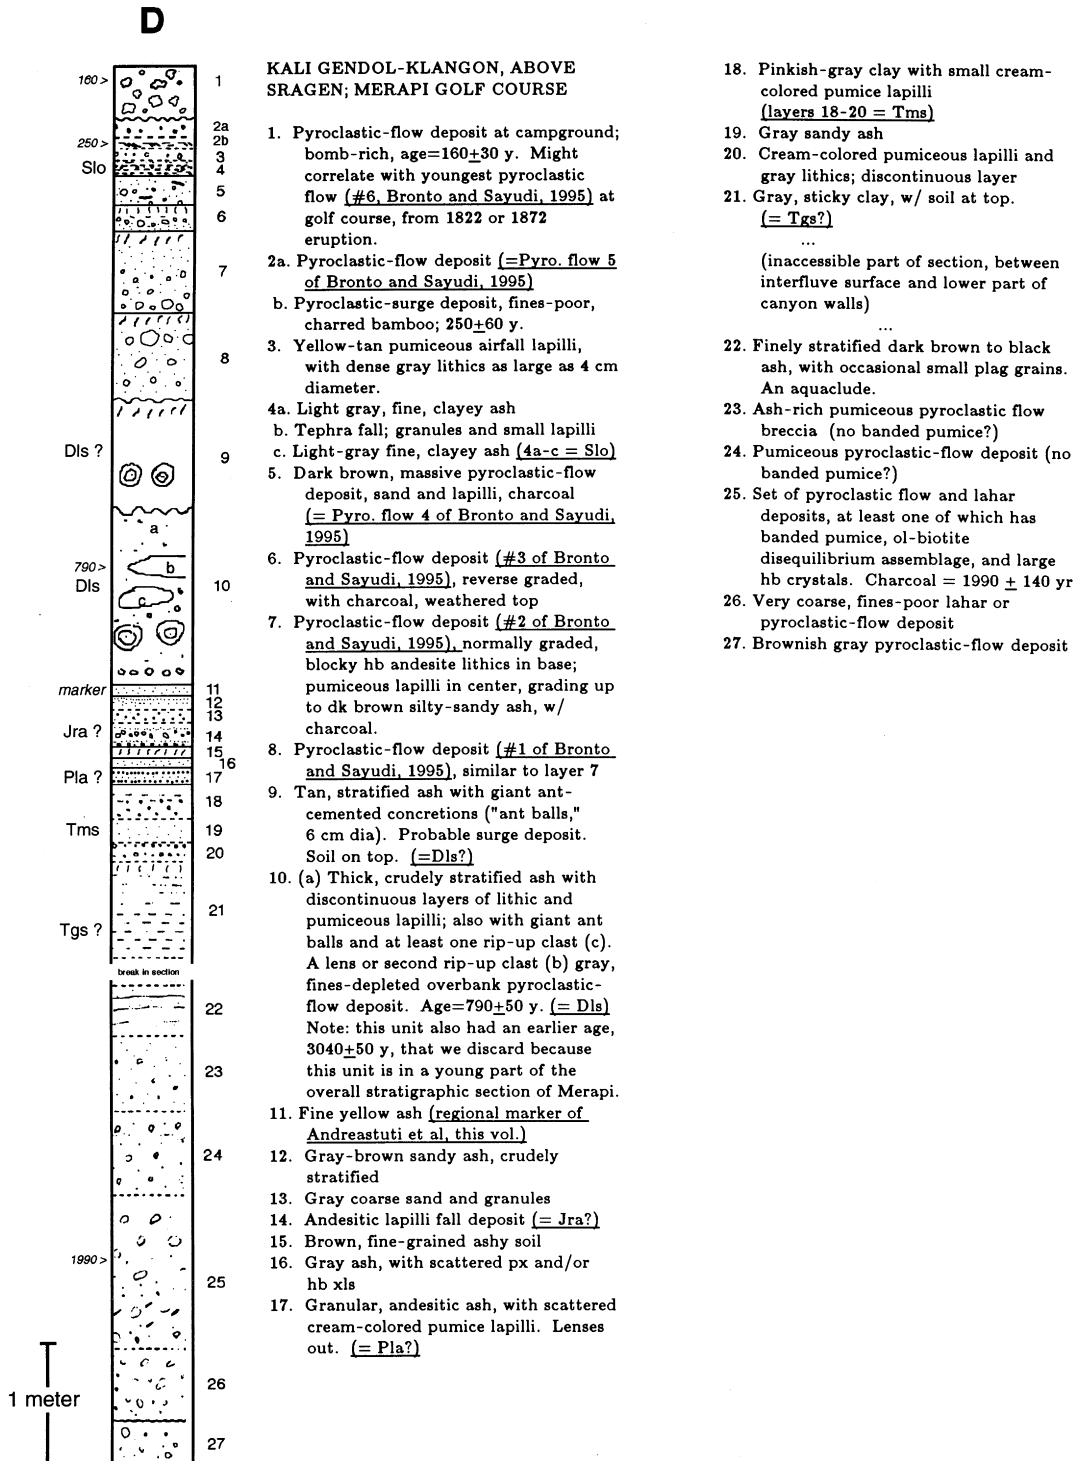 D
160 >
250 >
Slo
Dls ?
790 >
Dls
marker
Jra ?
Pla ?
Tms
Tgs ?
1990 >
1 meter
a
b
c
break in section
1
2a
2b
3
4
5
6
7
8
9
10
11
12
13
14
15
16
17
18
19
20
21
22
23
24
25
26
27
KALI GENDOL-KLANGON, ABOVE
SRAGEN; MERAPI GOLF COURSE
1. Pyroclastic-flow deposit at campground;
bomb-rich, age=160±30 y. Might
correlate with youngest pyroclastic
flow (#6, Bronto and Sayudi, 1995) at
golf course, from 1822 or 1872
eruption.
2a. Pyroclastic-flow deposit (=Pyro. flow 5
of Bronto and Sayudi, 1995)
b. Pyroclastic-surge deposit, fines-poor,
charred bamboo; 250±60 y.
3. Yellow-tan pumiceous airfall lapilli,
with dense gray lithics as large as 4 cm
diameter.
4a. Light gray, fine, clayey ash
b. Tephra fall; granules and small lapilli
c. Light-gray fine, clayey ash (4a-c = Slo)
5. Dark brown, massive pyroclastic-flow
deposit, sand and lapilli, charcoal
(= Pyro. flow 4 of Bronto and Sayudi,
1995)
6. Pyroclastic-flow deposit (#3 of Bronto
and Sayudi, 1995), reverse graded,
with charcoal, weathered top
7. Pyroclastic-flow deposit (#2 of Bronto
and Sayudi, 1995), normally graded,
blocky hb andesite lithics in base;
pumiceous lapilli in center, grading up
to dk brown silty-sandy ash, w/
charcoal.
8. Pyroclastic-flow deposit (#1 of Bronto
and Sayudi, 1995), similar to layer 7
9. Tan, stratified ash with giant ant-
cemented concretions ("ant balls,"
6 cm dia). Probable surge deposit.
Soil on top. (=Dls?)
10. (a) Thick, crudely stratified ash with
discontinuous layers of lithic and
pumiceous lapilli; also with giant ant
balls and at least one rip-up clast (c).
A lens or second rip-up clast (b) gray,
fines-depleted overbank pyroclastic-
flow deposit. Age=790±50 y. (= Dls)
Note: this unit also had an earlier age,
3040±50 y, that we discard because
this unit is in a young part of the
overall stratigraphic section of Merapi.
11. Fine yellow ash (regional marker of
Andreastuti et al, this vol.)
12. Gray-brown sandy ash, crudely
stratified
13. Gray coarse sand and granules
14. Andesitic lapilli fall deposit (= Jra?)
15. Brown, fine-grained ashy soil
16. Gray ash, with scattered px and/or
hb xls
17. Granular, andesitic ash, with scattered
cream-colored pumice lapilli. Lenses
out. (= Pla?)
18. Pinkish-gray clay with small cream-
colored pumice lapilli
(layers 18-20 = Tms)
19. Gray sandy ash
20. Cream-colored pumiceous lapilli and
gray lithics; discontinuous layer
21. Gray, sticky clay, w/ soil at top.
(= Tgs?)
...
(inaccessible part of section, between
interfluve surface and lower part of
canyon walls)
...
22. Finely stratified dark brown to black
ash, with occasional small plag grains.
An aquaclude.
23. Ash-rich pumiceous pyroclastic flow
breccia (no banded pumice?)
24. Pumiceous pyroclastic-flow deposit (no
banded pumice?)
25. Set of pyroclastic flow and lahar
deposits, at least one of which has
banded pumice, ol-biotite
disequilibrium assemblage, and large
hb crystals. Charcoal = 1990 ± 140 yr
26. Very coarse, fines-poor lahar or
pyroclastic-flow deposit
27. Brownish gray pyroclastic-flow deposit